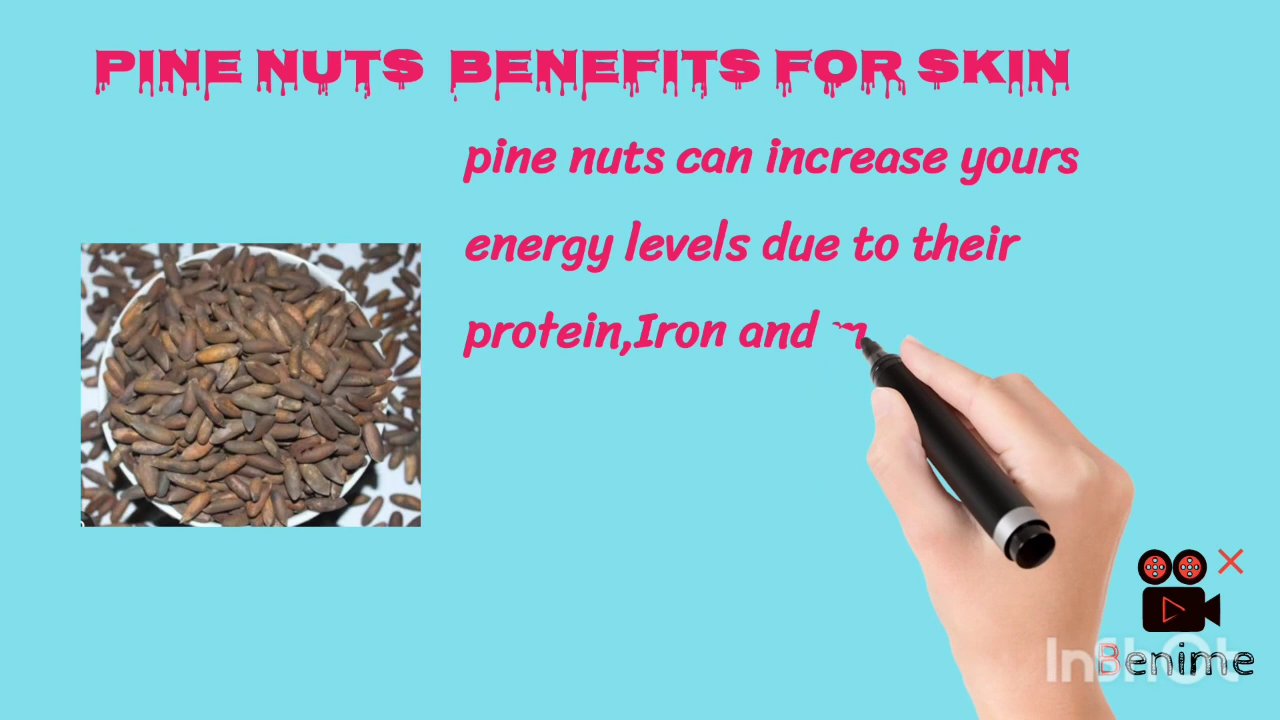 PINE NUTS BENEFITS FOR SKIN
pine nuts can increase yours
energy levels due to their
protein,Iron and m
Benime
InShOt